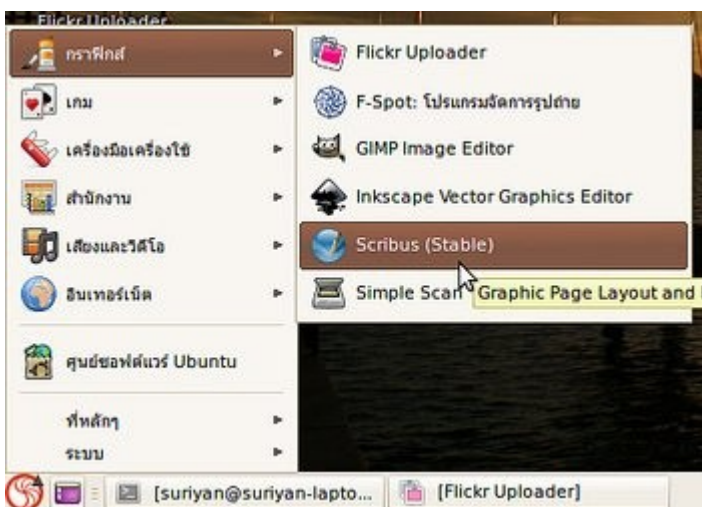 Flickr Uploader
กราฟิกส์
เกม
เครื่องมือเครื่องใช้
สำนักงาน
เสียงและวิดีโอ
อินเทอร์เน็ต
ศูนย์ซอฟต์แวร์ Ubuntu
ที่หลักๆ
ระบบ
Flickr Uploader
F-Spot: โปรแกรมจัดการรูปถ่าย
GIMP Image Editor
Inkscape Vector Graphics Editor
Scribus (Stable)
Simple Scan
Graphic Page Layout and
[suriyan@suriyan-lapto...
[Flickr Uploader]